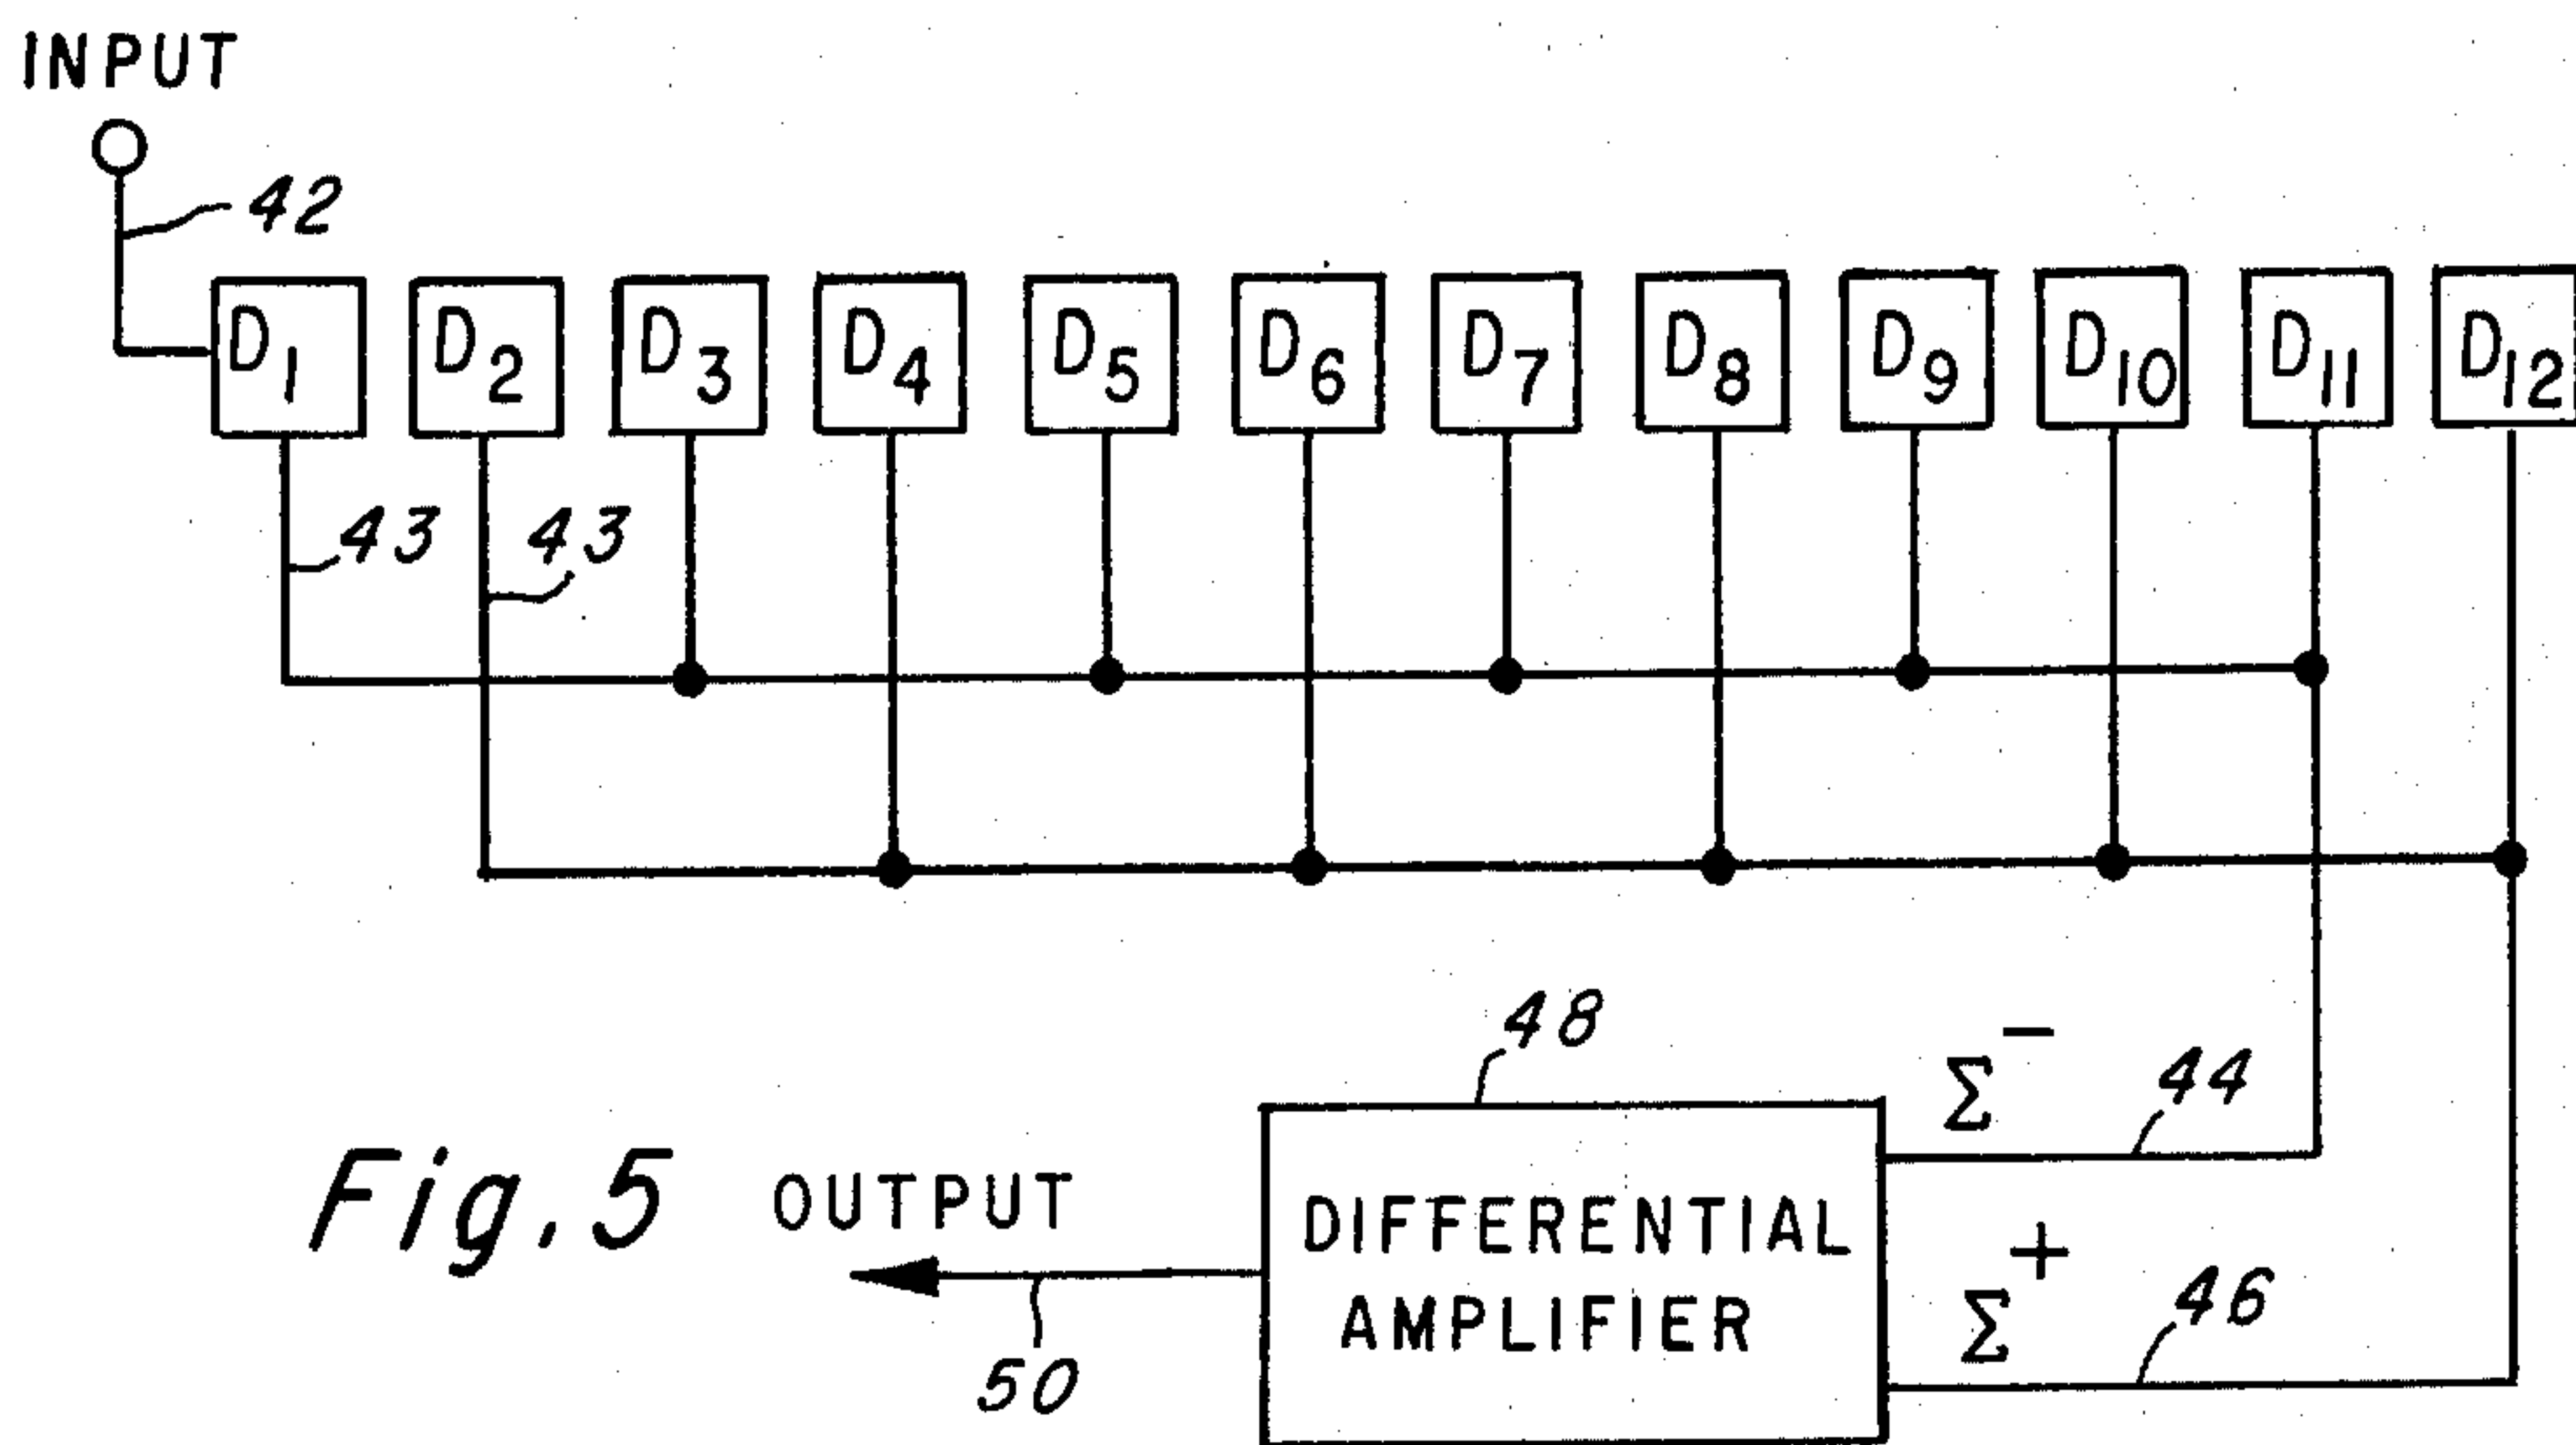 INPUT
42
D1 D2 D3 D4 D5 D6 D7 D8 D9 D10 D11 D12
43 43
48
Σ- 44
Fig. 5 OUTPUT DIFFERENTIAL AMPLIFIER
Σ+ 46
50